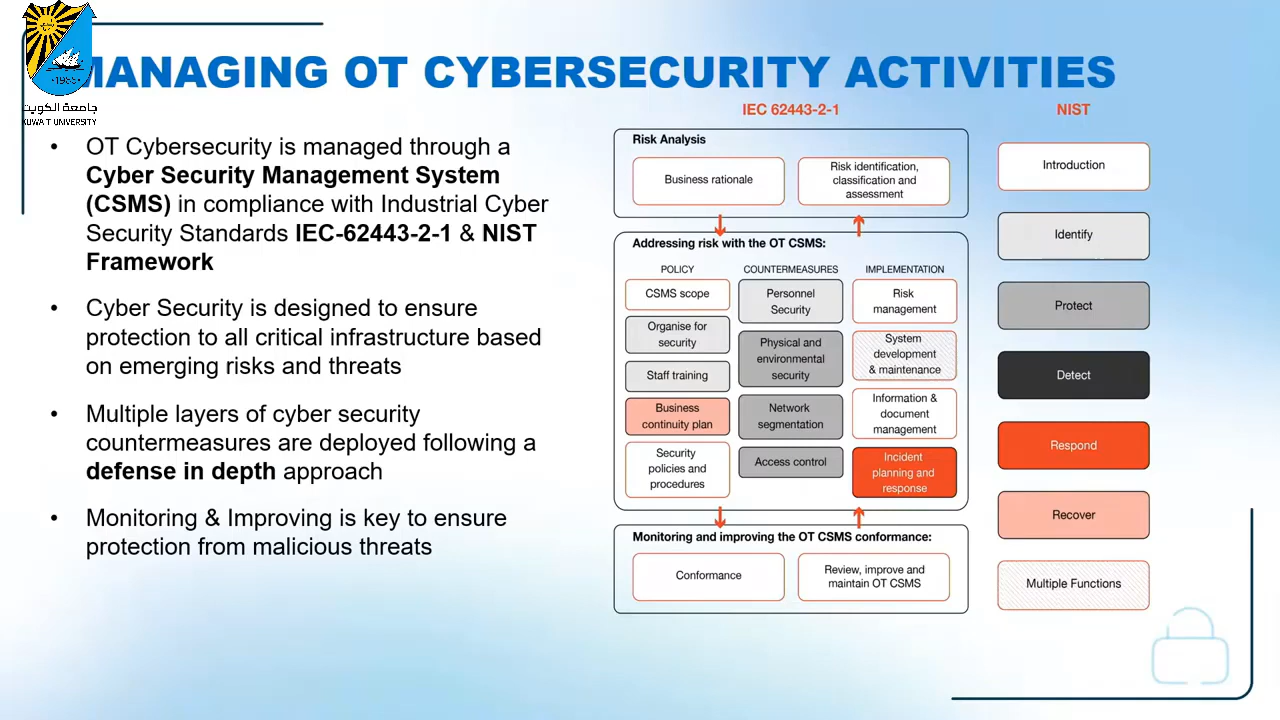 MANAGING OT CYBERSECURITY ACTIVITIES
·1966·
جامعة الكويت
KUWAIT UNIVERSITY
• OT Cybersecurity is managed through a
Cyber Security Management System
(CSMS) in compliance with Industrial Cyber
Security Standards IEC-62443-2-1 & NIST
Framework
• Cyber Security is designed to ensure
protection to all critical infrastructure based
on emerging risks and threats
• Multiple layers of cyber security
countermeasures are deployed following a
defense in depth approach
• Monitoring & Improving is key to ensure
protection from malicious threats
IEC 62443-2-1
Risk Analysis
Business rationale
Risk identification,
classification and
assessment
Addressing risk with the OT CSMS:
POLICY
CSMS scope
Organise for
security
Staff training
Business
continuity plan
Security
policies and
procedures
COUNTERMEASURES
Personnel
Security
Physical and
environmental
security
Network
segmentation
Access control
IMPLEMENTATION
Risk
management
System
development
& maintenance
Information &
document
management
Incident
planning and
response
Monitoring and improving the OT CSMS conformance:
Conformance
Review, improve and
maintain OT CSMS
NIST
Introduction
Identify
Protect
Detect
Respond
Recover
Multiple Functions